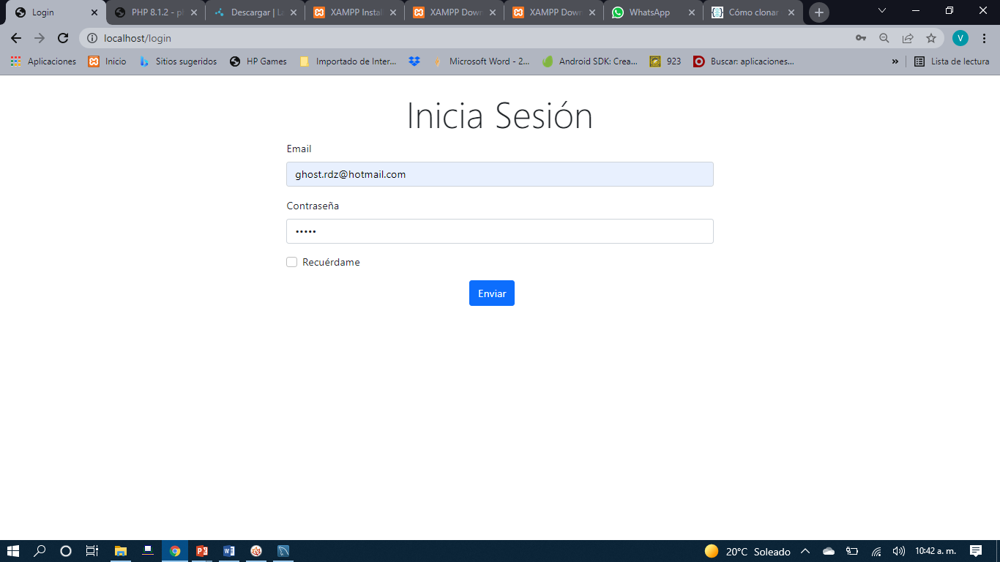 Login
PHP 8.1.2 - p
Descargar | La
XAMPP Instal
XAMPP Down
XAMPP Down
WhatsApp
Cómo clonar
localhost/login
V
Aplicaciones
Inicio
Sitios sugeridos
HP Games
Importado de Inter...
Microsoft Word - 2...
Android SDK: Crea...
923
Buscar: aplicaciones...
»
Lista de lectura
Inicia Sesión
Email
ghost.rdz@hotmail.com
Contraseña
•••••
Recuérdame
Enviar
20°C Soleado
10:42 a. m.